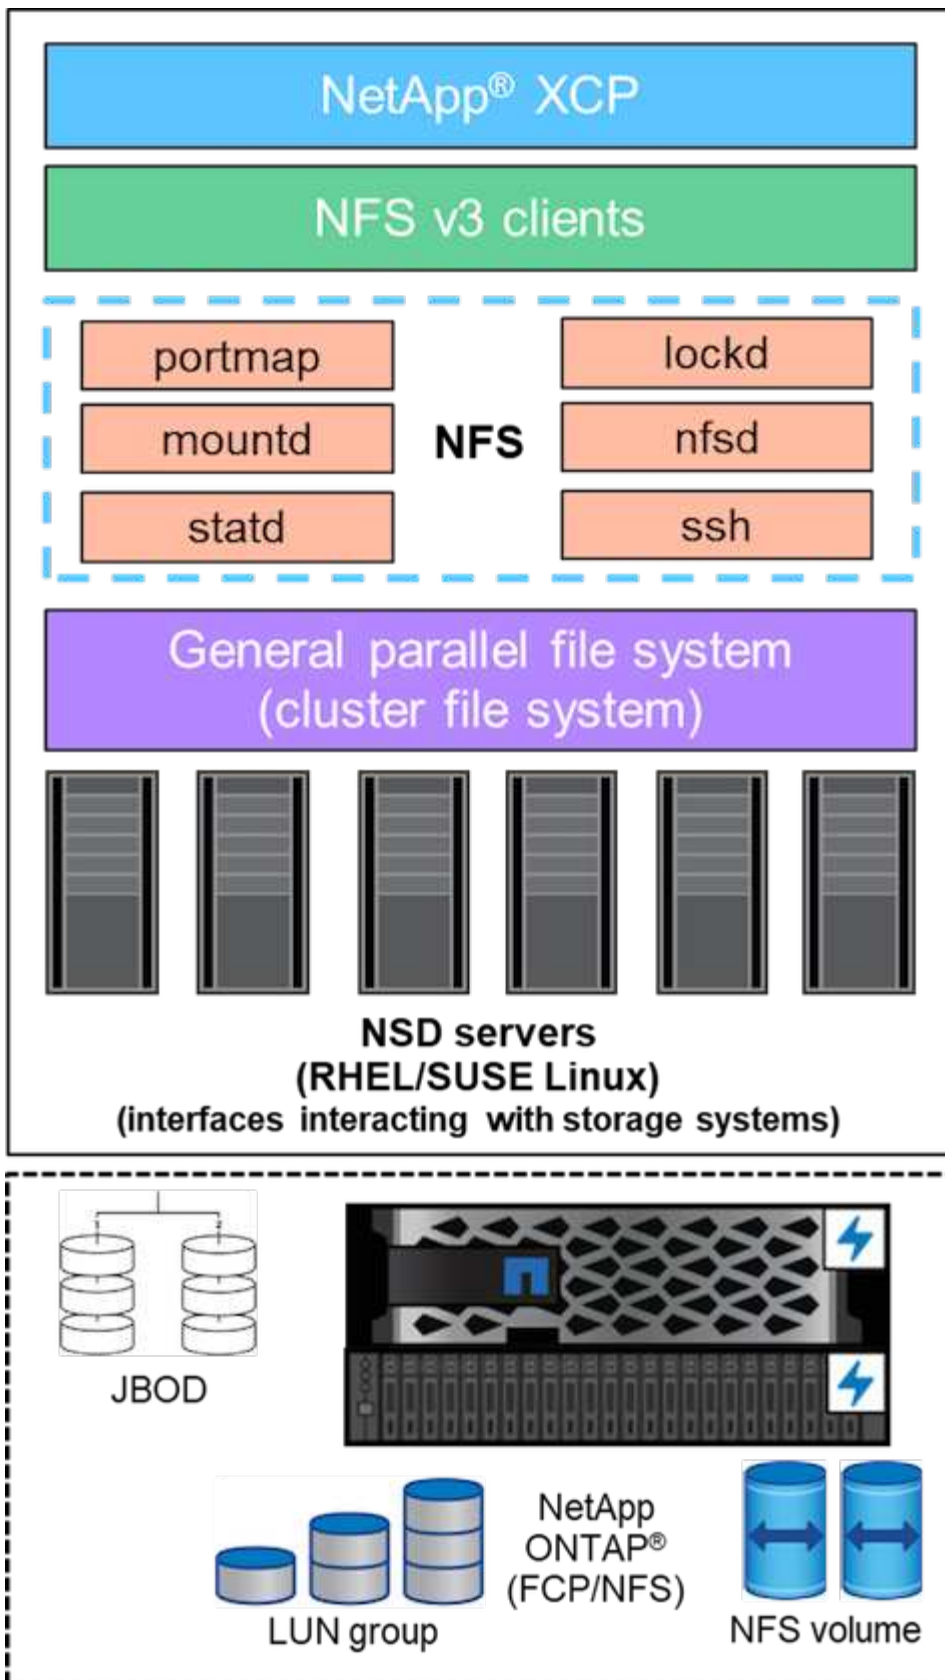 NetApp® XCP
NFS v3 clients
portmap
lockd
mountd
NFS
nfsd
statd
ssh
General parallel file system
(cluster file system)
NSD servers
(RHEL/SUSE Linux)
(interfaces interacting with storage systems)
1
2
JBOD
NetApp
ONTAP®
(FCP/NFS)
LUN group
NFS volume